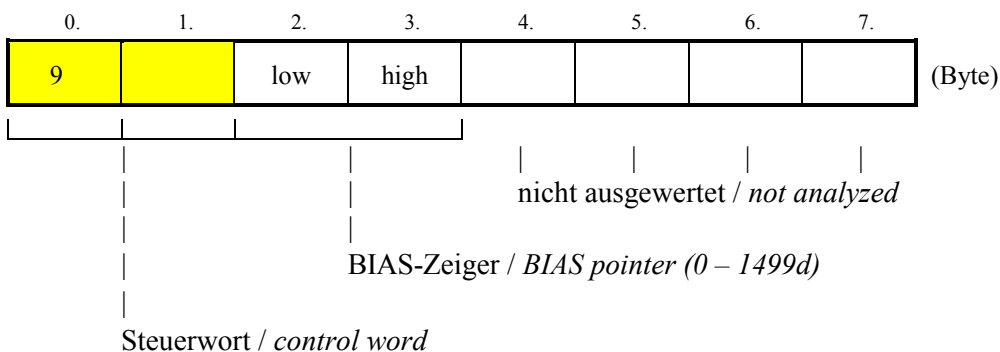 0. 1. 2. 3. 4. 5. 6. 7.
9 low high (Byte)
nicht ausgewertet / not analyzed
BIAS-Zeiger / BIAS pointer (0 – 1499d)
Steuerwort / control word